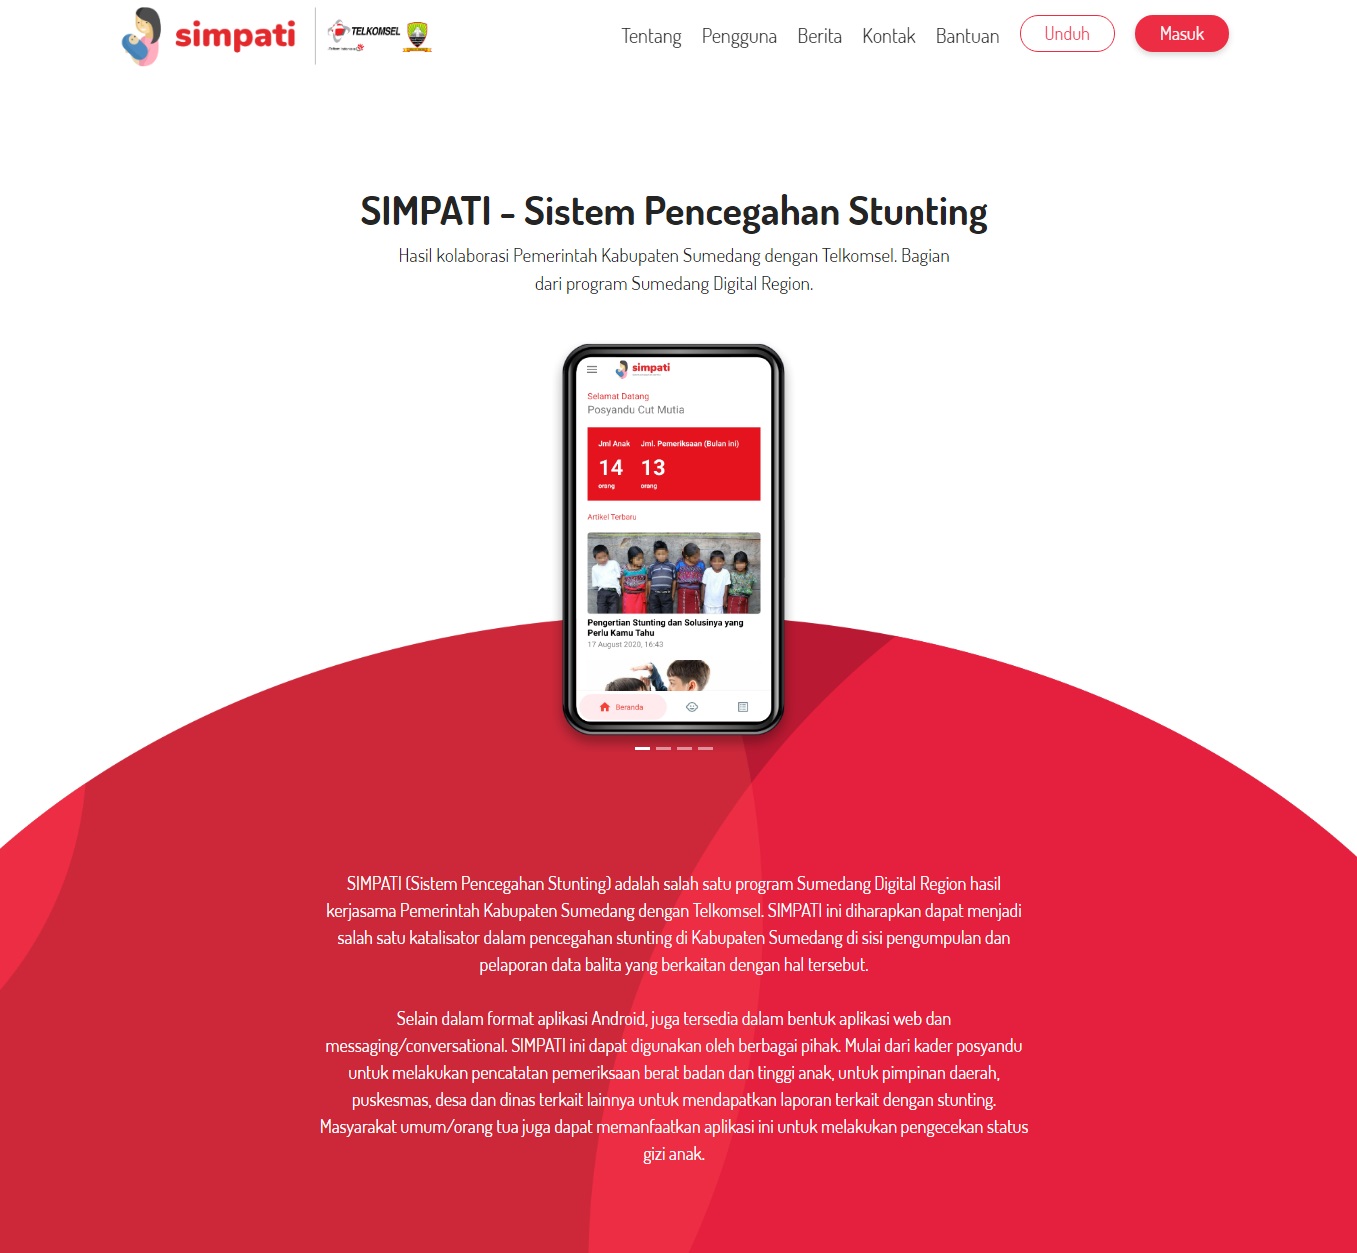 simpati
TELKOMSEL
Tentang
Pengguna
Berita
Kontak
Bantuan
Unduh
Masuk
SIMPATI - Sistem Pencegahan Stunting
Hasil kolaborasi Pemerintah Kabupaten Sumedang dengan Telkomsel. Bagian
dari program Sumedang Digital Region.
simpati
Selamat Datang
Posyandu Cut Mutia
Jml Anak
Jml. Pemeriksaan (Bulan ini)
14
13
orang
orang
Artikel Terbaru
Pengertian Stunting dan Solusinya yang
Perlu Kamu Tahu
17 August 2020, 16:43
Beranda
SIMPATI (Sistem Pencegahan Stunting) adalah salah satu program Sumedang Digital Region hasil
kerjasama Pemerintah Kabupaten Sumedang dengan Telkomsel. SIMPATI ini diharapkan dapat menjadi
salah satu katalisator dalam pencegahan stunting di Kabupaten Sumedang di sisi pengumpulan dan
pelaporan data balita yang berkaitan dengan hal tersebut.
Selain dalam format aplikasi Android, juga tersedia dalam bentuk aplikasi web dan
messaging/conversational. SIMPATI ini dapat digunakan oleh berbagai pihak. Mulai dari kader posyandu
untuk melakukan pencatatan pemeriksaan berat badan dan tinggi anak, untuk pimpinan daerah,
puskesmas, desa dan dinas terkait lainnya untuk mendapatkan laporan terkait dengan stunting.
Masyarakat umum/orang tua juga dapat memanfaatkan aplikasi ini untuk melakukan pengecekan status
gizi anak.